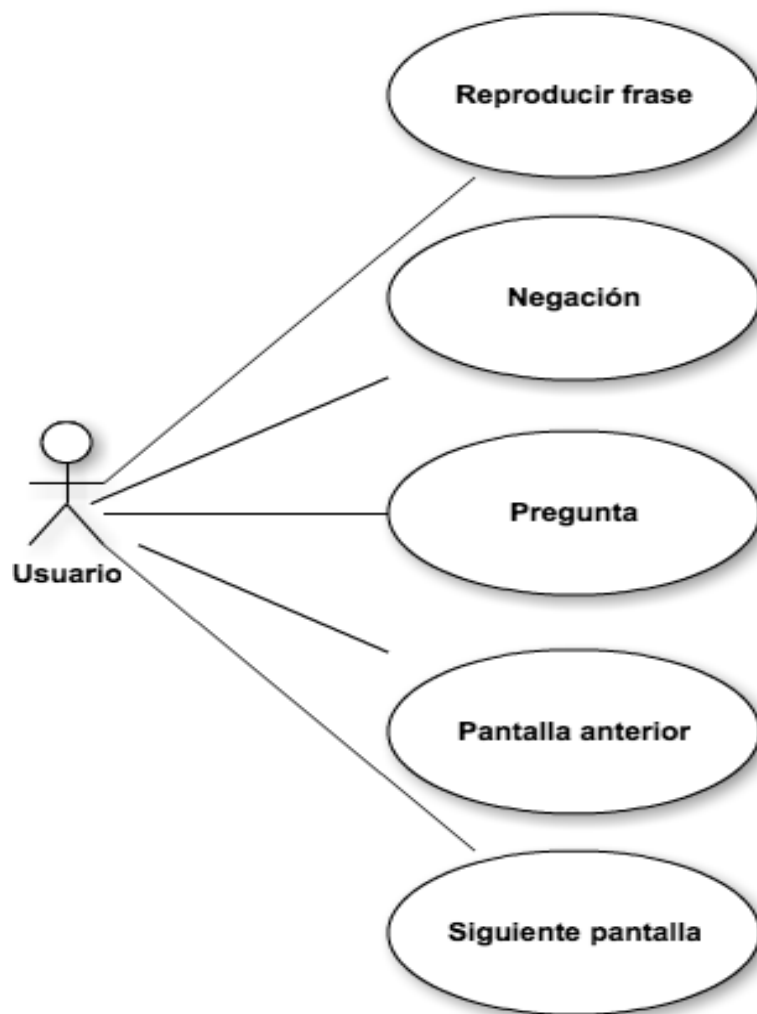 Reproducir frase
Negación
Pregunta
Usuario
Pantalla anterior
Siguiente pantalla